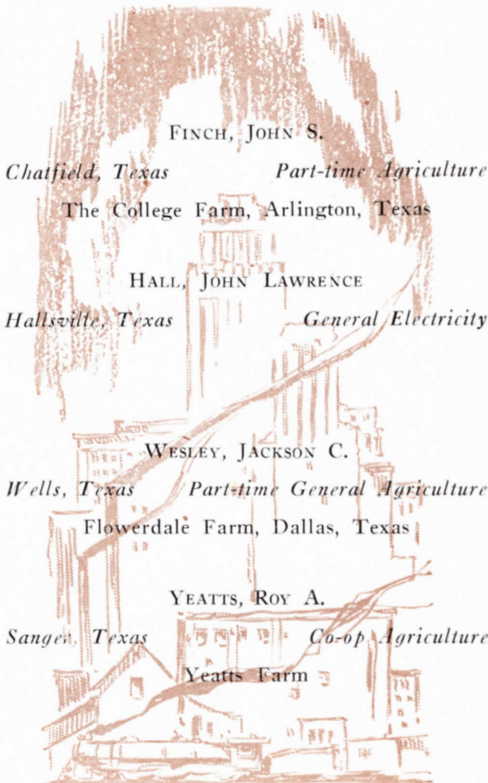 FINCH, JOHN S.
Chatfield, Texas Part-time Agriculture
The College Farm, Arlington, Texas
HALL, JOHN LAWRENCE
Hallsville, Texas General Electricity
WESLEY, JACKSON C.
Wells, Texas Part-time General Agriculture
Flowerdale Farm, Dallas, Texas
YEATTS, ROY A.
Sanger, Texas Co-op Agriculture
Yeatts Farm